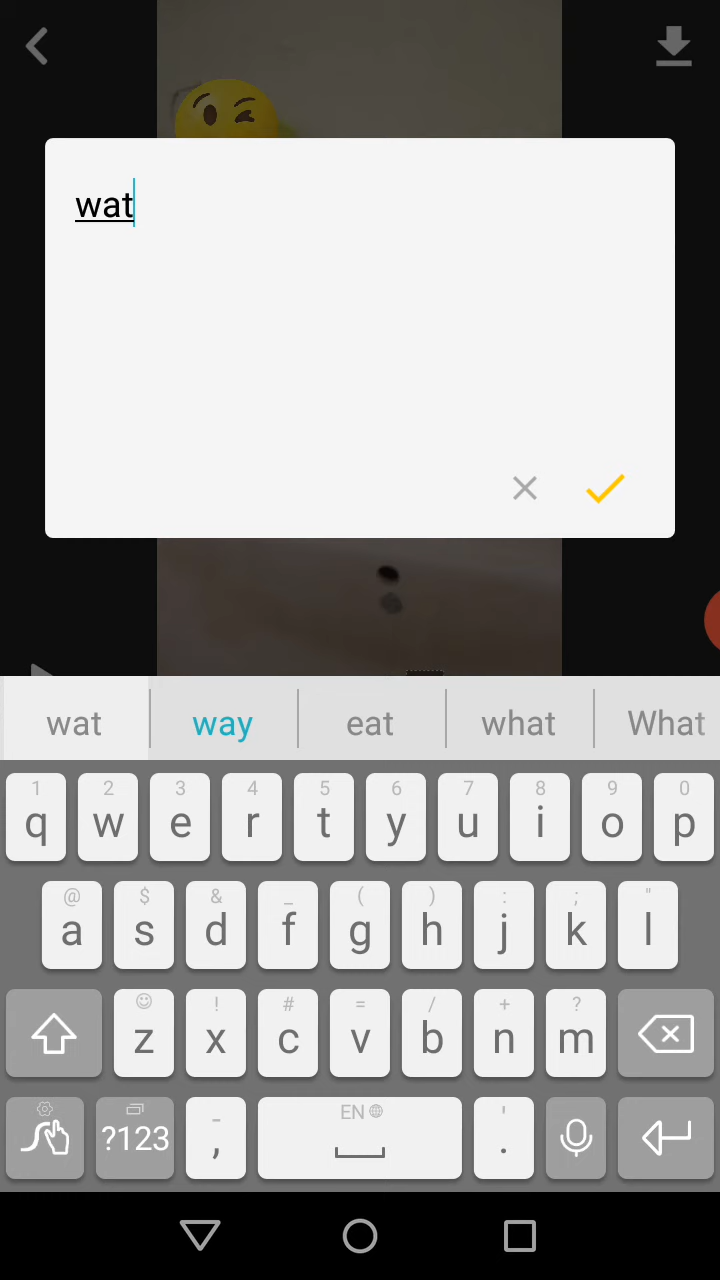 wat
wat way eat what What
1 2 3 4 5 6 7 8 9 0
q w e r t y u i o p
@ $ & _ ( ) : ; "
a s d f g h j k l
! # c = / + ?
z x c v b n m
EN
?123 , .